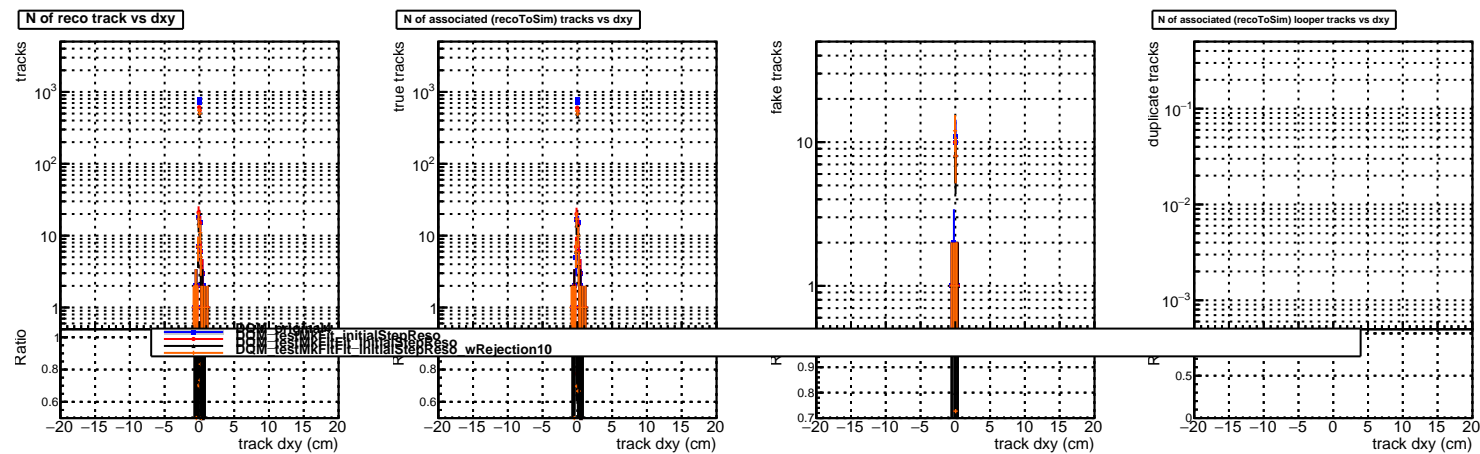 N of reco track vs dxy
N of associated (recoToSim) tracks vs dxy
N of associated (recoToSim) looper tracks vs dxy
tracks
10³
10²
10
1
Ratio
1
0.8
0.6
−20 −15 −10 −5 0 5 10 15 20
track dxy (cm)
true tracks
10³
10²
10
1
0.8
0.6
−20 −15 −10 −5 0 5 10 15 20
track dxy (cm)
fake tracks
10
1
0.9
0.8
0.7
−20 −15 −10 −5 0 5 10 15 20
track dxy (cm)
duplicate tracks
10⁻¹
10⁻²
10⁻³
0.5
0
−20 −15 −10 −5 0 5 10 15 20
track dxy (cm)
DQM_testMkFitFit_initialStepReso
DQM_testMkFitFit_initialStepReso_wRejection10